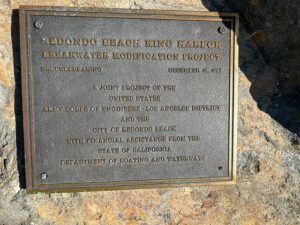 REDONDO BEACH KING HARBOR
BREAKWATER MODIFICATION PROJECT
GROUNDBREAKING DECEMBER
A JOINT PROJECT OF THE
UNITED STATES
ARMY CORPS OF ENGINEERS - LOS ANGELES DISTRICT
AND THE
CITY OF REDONDO BEACH
WITH FINANCIAL ASSISTANCE FROM THE
STATE OF CALIFORNIA
DEPARTMENT OF BOATING AND WATERWAYS